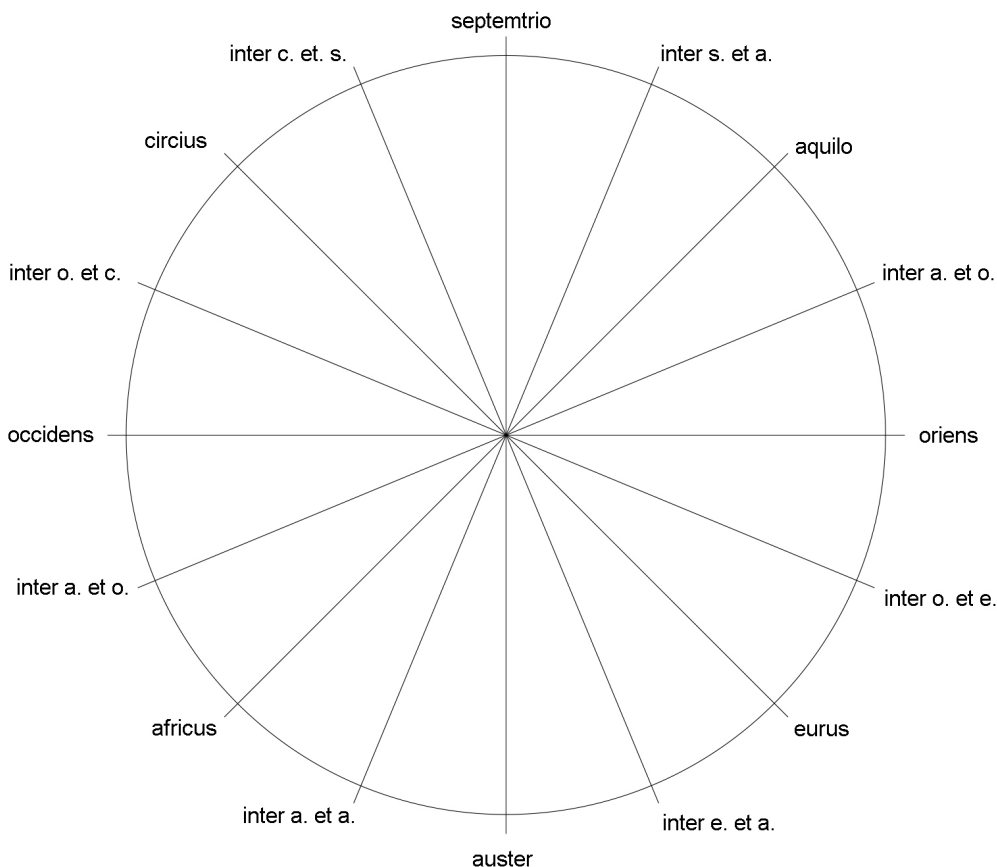 septemtrio
inter c. et. s.
inter s. et a.
circius
aquilo
inter o. et c.
inter a. et o.
occidens
oriens
inter a. et o.
inter o. et e.
africus
eurus
inter a. et a.
inter e. et a.
auster